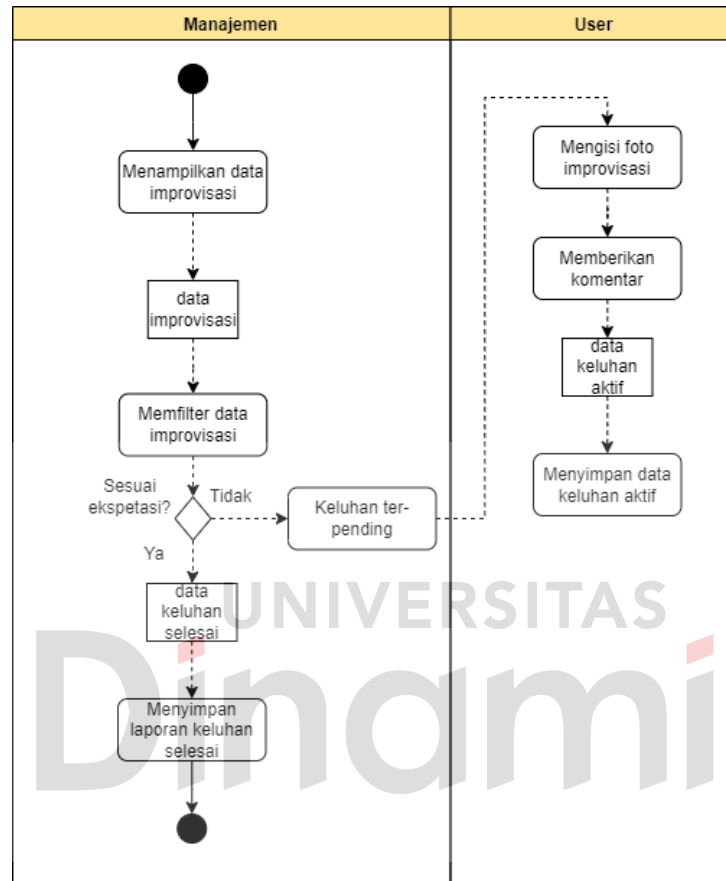 Manajemen
User
Menampilkan data
improvisasi
data
improvisasi
Memfilter data
improvisasi
Sesuai
ekspetasi?
Tidak
Keluhan ter-
pending
Ya
data
keluhan
selesai
Menyimpan
laporan keluhan
selesai
Mengisi foto
improvisasi
Memberikan
komentar
data
keluhan
aktif
Menyimpan data
keluhan aktif
UNIVERSITAS
Dinami